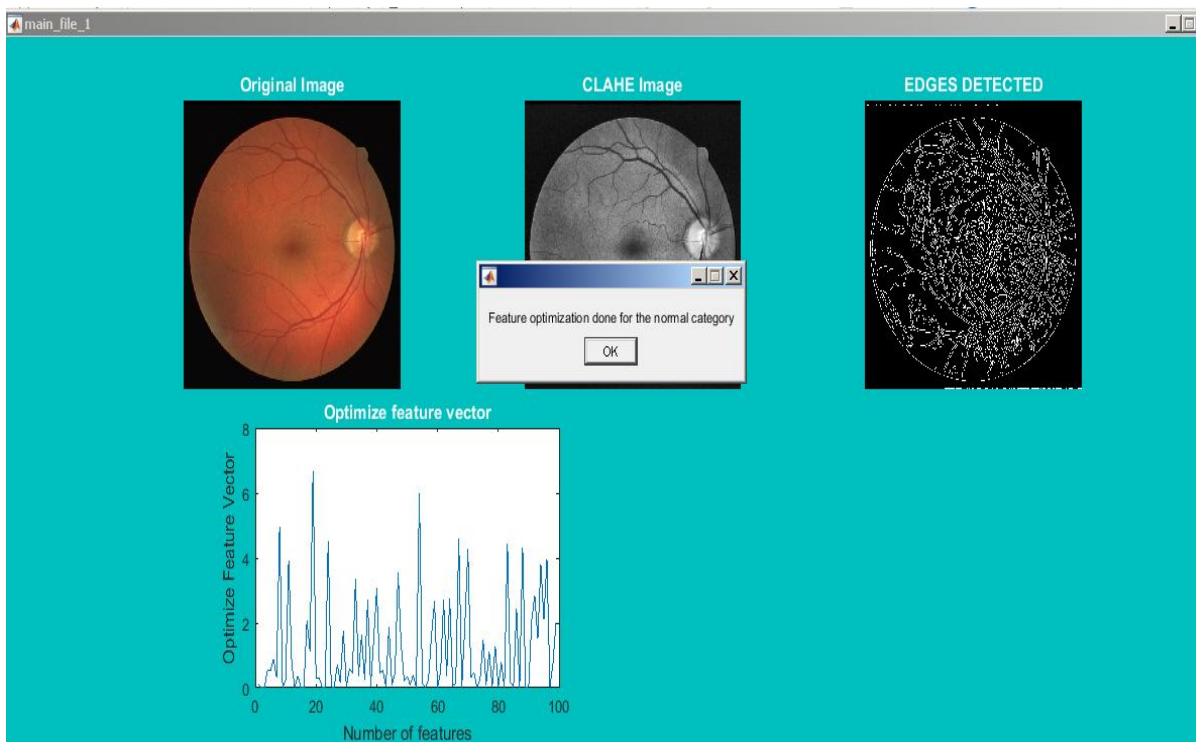 main_file_1
Original Image
CLAHE Image
EDGES DETECTED
Feature optimization done for the normal category
OK
Optimize feature vector
Optimize Feature Vector
8
6
4
2
0
0 20 40 60 80 100
Number of features